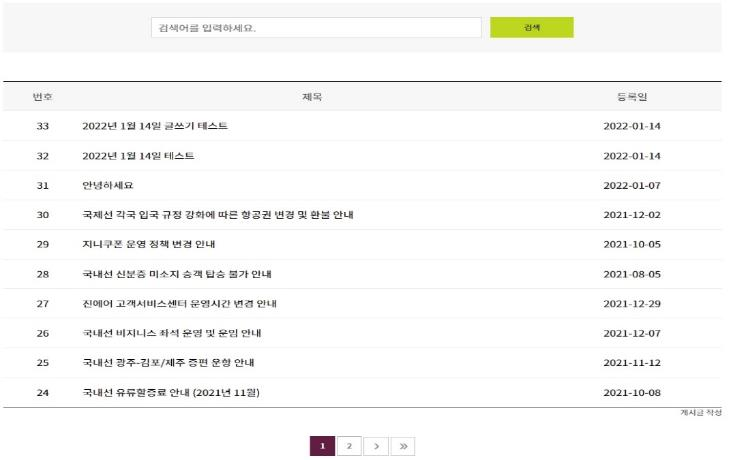 검색어를 입력하세요. 검색
번호 제목 등록일
33 2022년 1월 14일 글쓰기 테스트 2022-01-14
32 2022년 1월 14일 테스트 2022-01-14
31 안녕하세요 2022-01-07
30 국제선 각국 입국 규정 강화에 따른 항공권 변경 및 환불 안내 2021-12-02
29 지니쿠폰 운영 정책 변경 안내 2021-10-05
28 국내선 신분증 미소지 승객 탑승 불가 안내 2021-08-05
27 진에어 고객서비스센터 운영시간 변경 안내 2021-12-29
26 국내선 비지니스 좌석 운영 및 운임 안내 2021-12-07
25 국내선 광주-김포/제주 증편 운항 안내 2021-11-12
24 국내선 유류할증료 안내 (2021년 11월) 2021-10-08
게시글 작성
1 2 > »